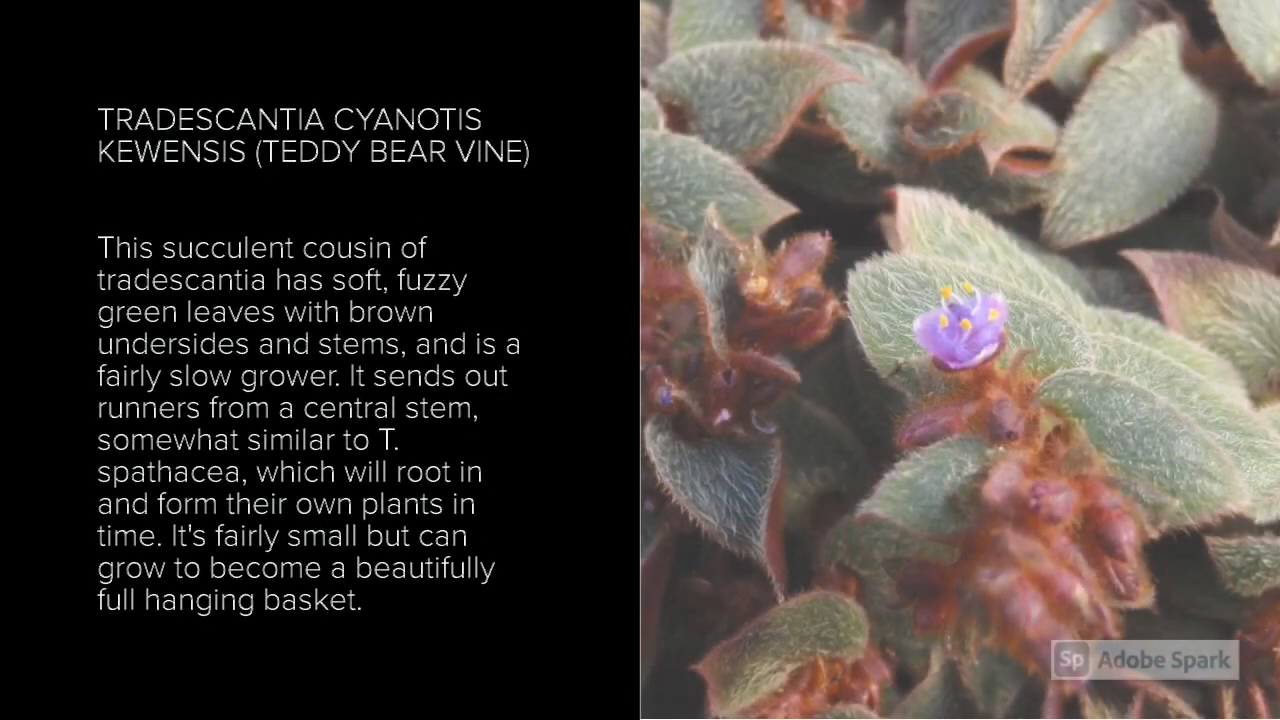 TRADESCANTIA CYANOTIS
KEWENSIS (TEDDY BEAR VINE)
This succulent cousin of
tradescantia has soft, fuzzy
green leaves with brown
undersides and stems, and is a
fairly slow grower. It sends out
runners from a central stem,
somewhat similar to T.
spathacea, which will root in
and form their own plants in
time. It's fairly small but can
grow to become a beautifully
full hanging basket.
Sp Adobe Spark